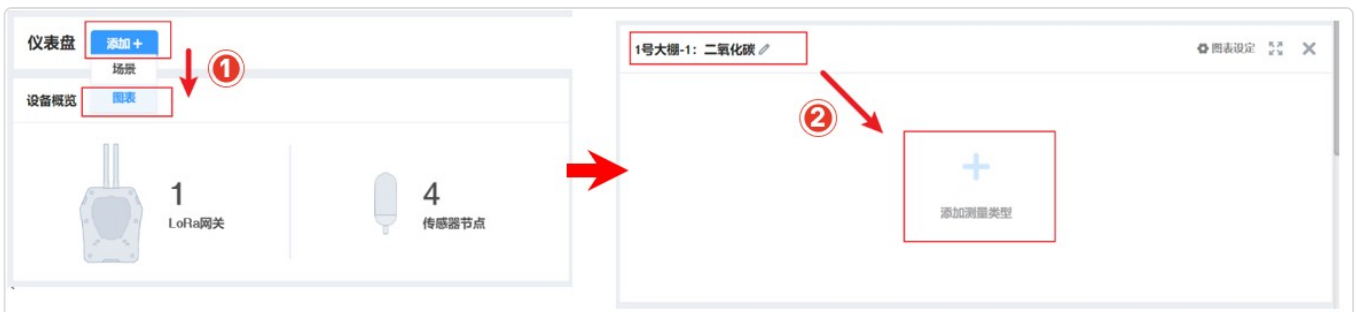 仪表盘 添加+
场景
①
设备概览 图表
1
LoRa网关
4
传感器节点
1号大棚-1：二氧化碳
图表设定
②
添加测量类型